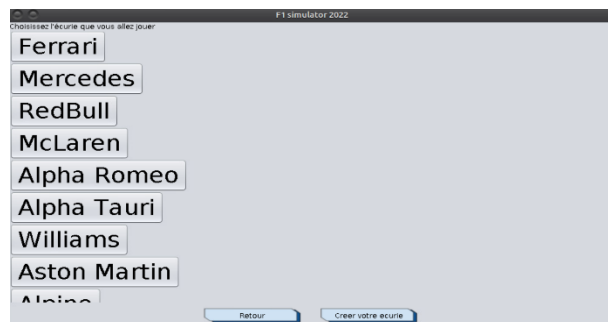 F1 simulator 2022
Choisissez l'écurie que vous allez jouer
Ferrari
Mercedes
RedBull
McLaren
Alpha Romeo
Alpha Tauri
Williams
Aston Martin
Alpine
Retour
Creer votre ecurie